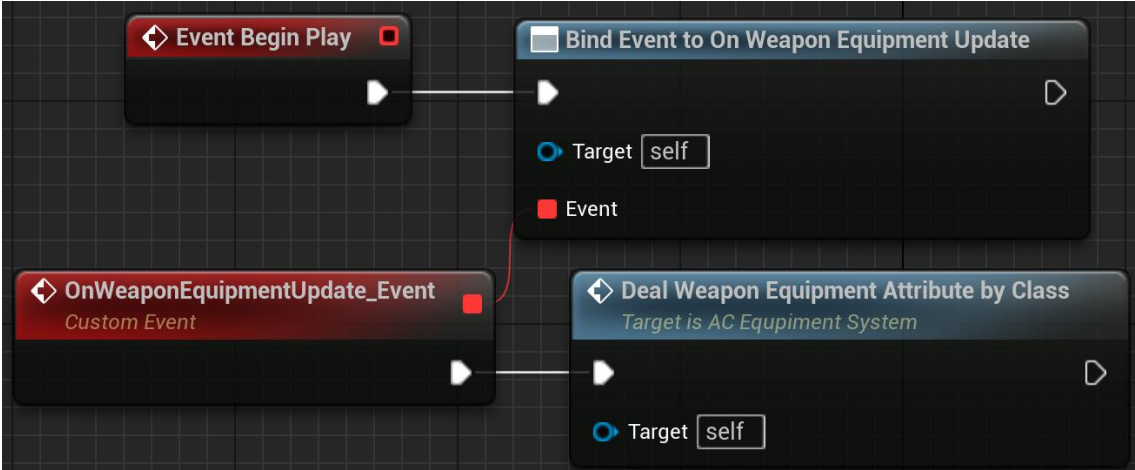 Event Begin Play
Bind Event to On Weapon Equipment Update
Target self
Event
OnWeaponEquipmentUpdate_Event
Custom Event
Deal Weapon Equipment Attribute by Class
Target is AC Equpiment System
Target self